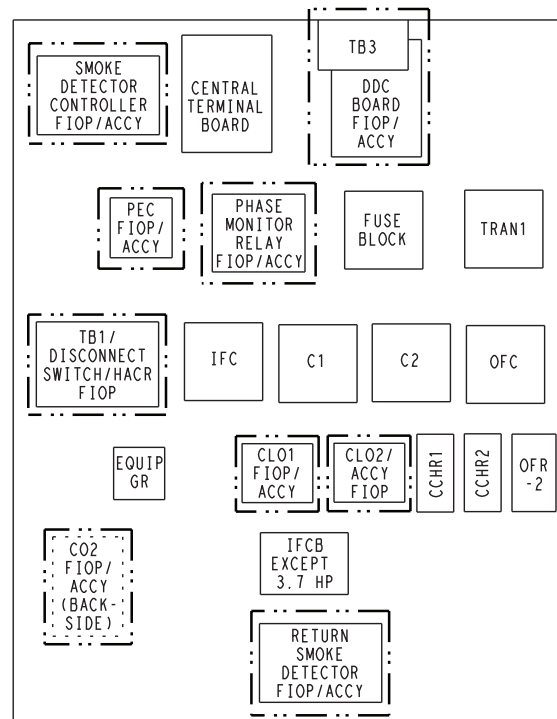 SMOKE
DETECTOR
CONTROLLER
FIOP/ACCY
CENTRAL
TERMINAL
BOARD
TB3
DDC
BOARD
FIOP/
ACCY
PEC
FIOP/
ACCY
PHASE
MONITOR
RELAY
FIOP/ACCY
FUSE
BLOCK
TRAN1
TB1/
DISCONNECT
SWITCH/HACR
FIOP
IFC
C1
C2
OFC
EQUIP
GR
CLO1
FIOP/
ACCY
CLO2/
ACCY
FIOP
CCHR1
CCHR2
OFR
-2
CO2
FIOP/
ACCY
(BACK-
SIDE)
IFCB
EXCEPT
3.7 HP
RETURN
SMOKE
DETECTOR
FIOP/ACCY